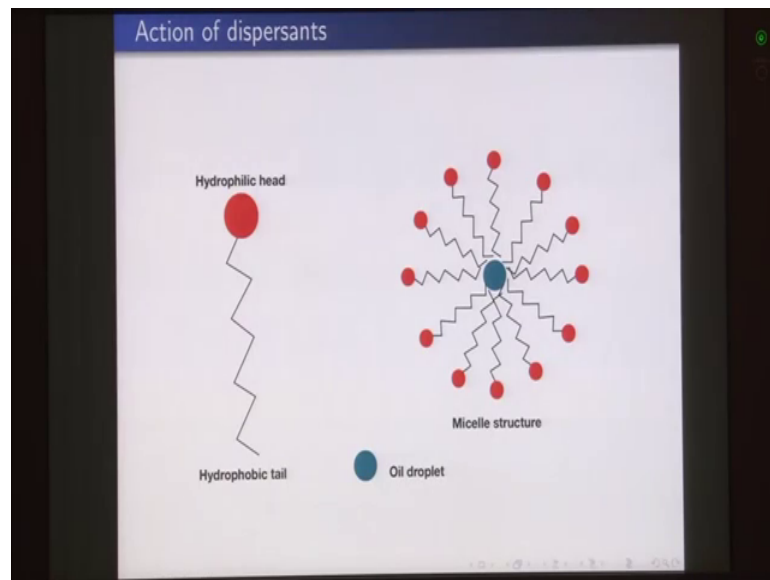 Action of dispersants
Hydrophilic head
Micelle structure
Hydrophobic tail
Oil droplet